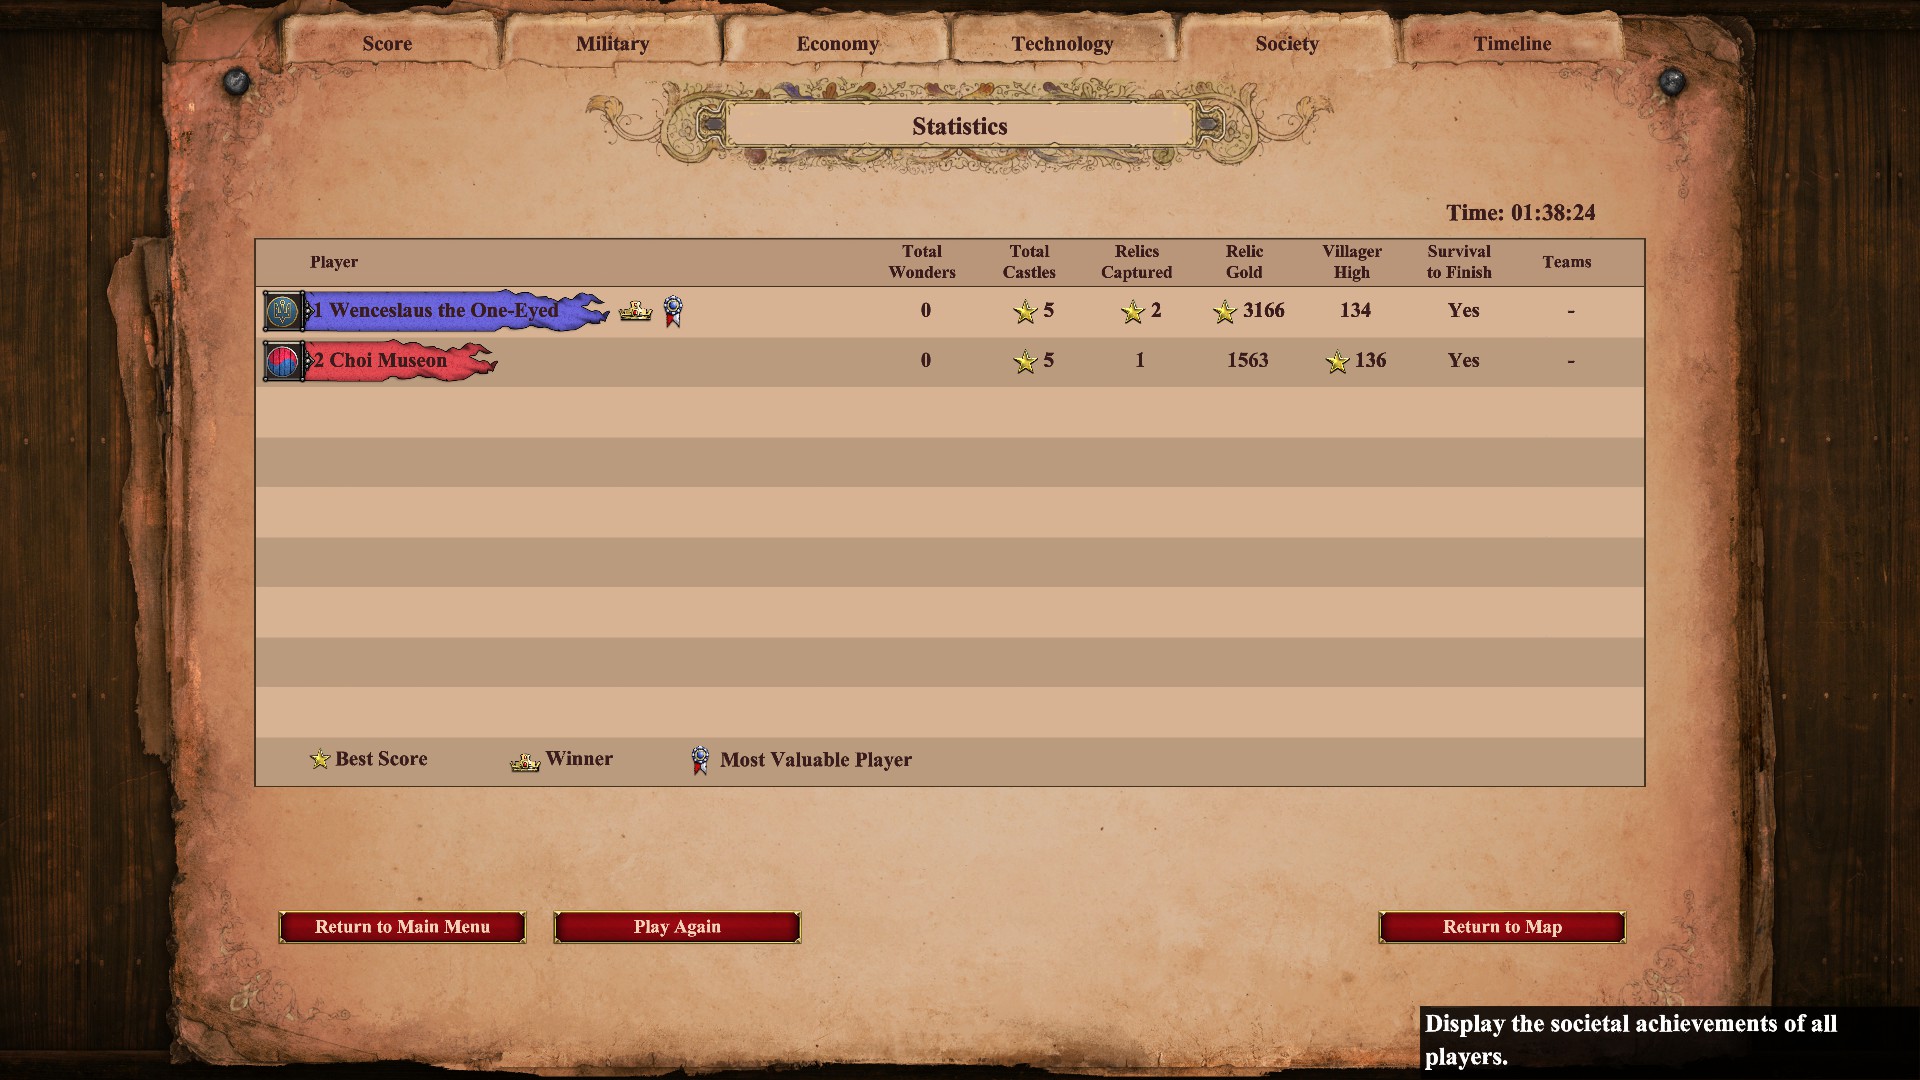 Score Military Economy Technology Society Timeline
Statistics
Time: 01:38:24
Player Total Wonders Total Castles Relics Captured Relic Gold Villager High Survival to Finish Teams
1 Wenceslaus the One-Eyed 0 5 2 3166 134 Yes -
2 Choi Museon 0 5 1 1563 136 Yes -
Best Score Winner Most Valuable Player
Return to Main Menu Play Again Return to Map
Display the societal achievements of all
players.